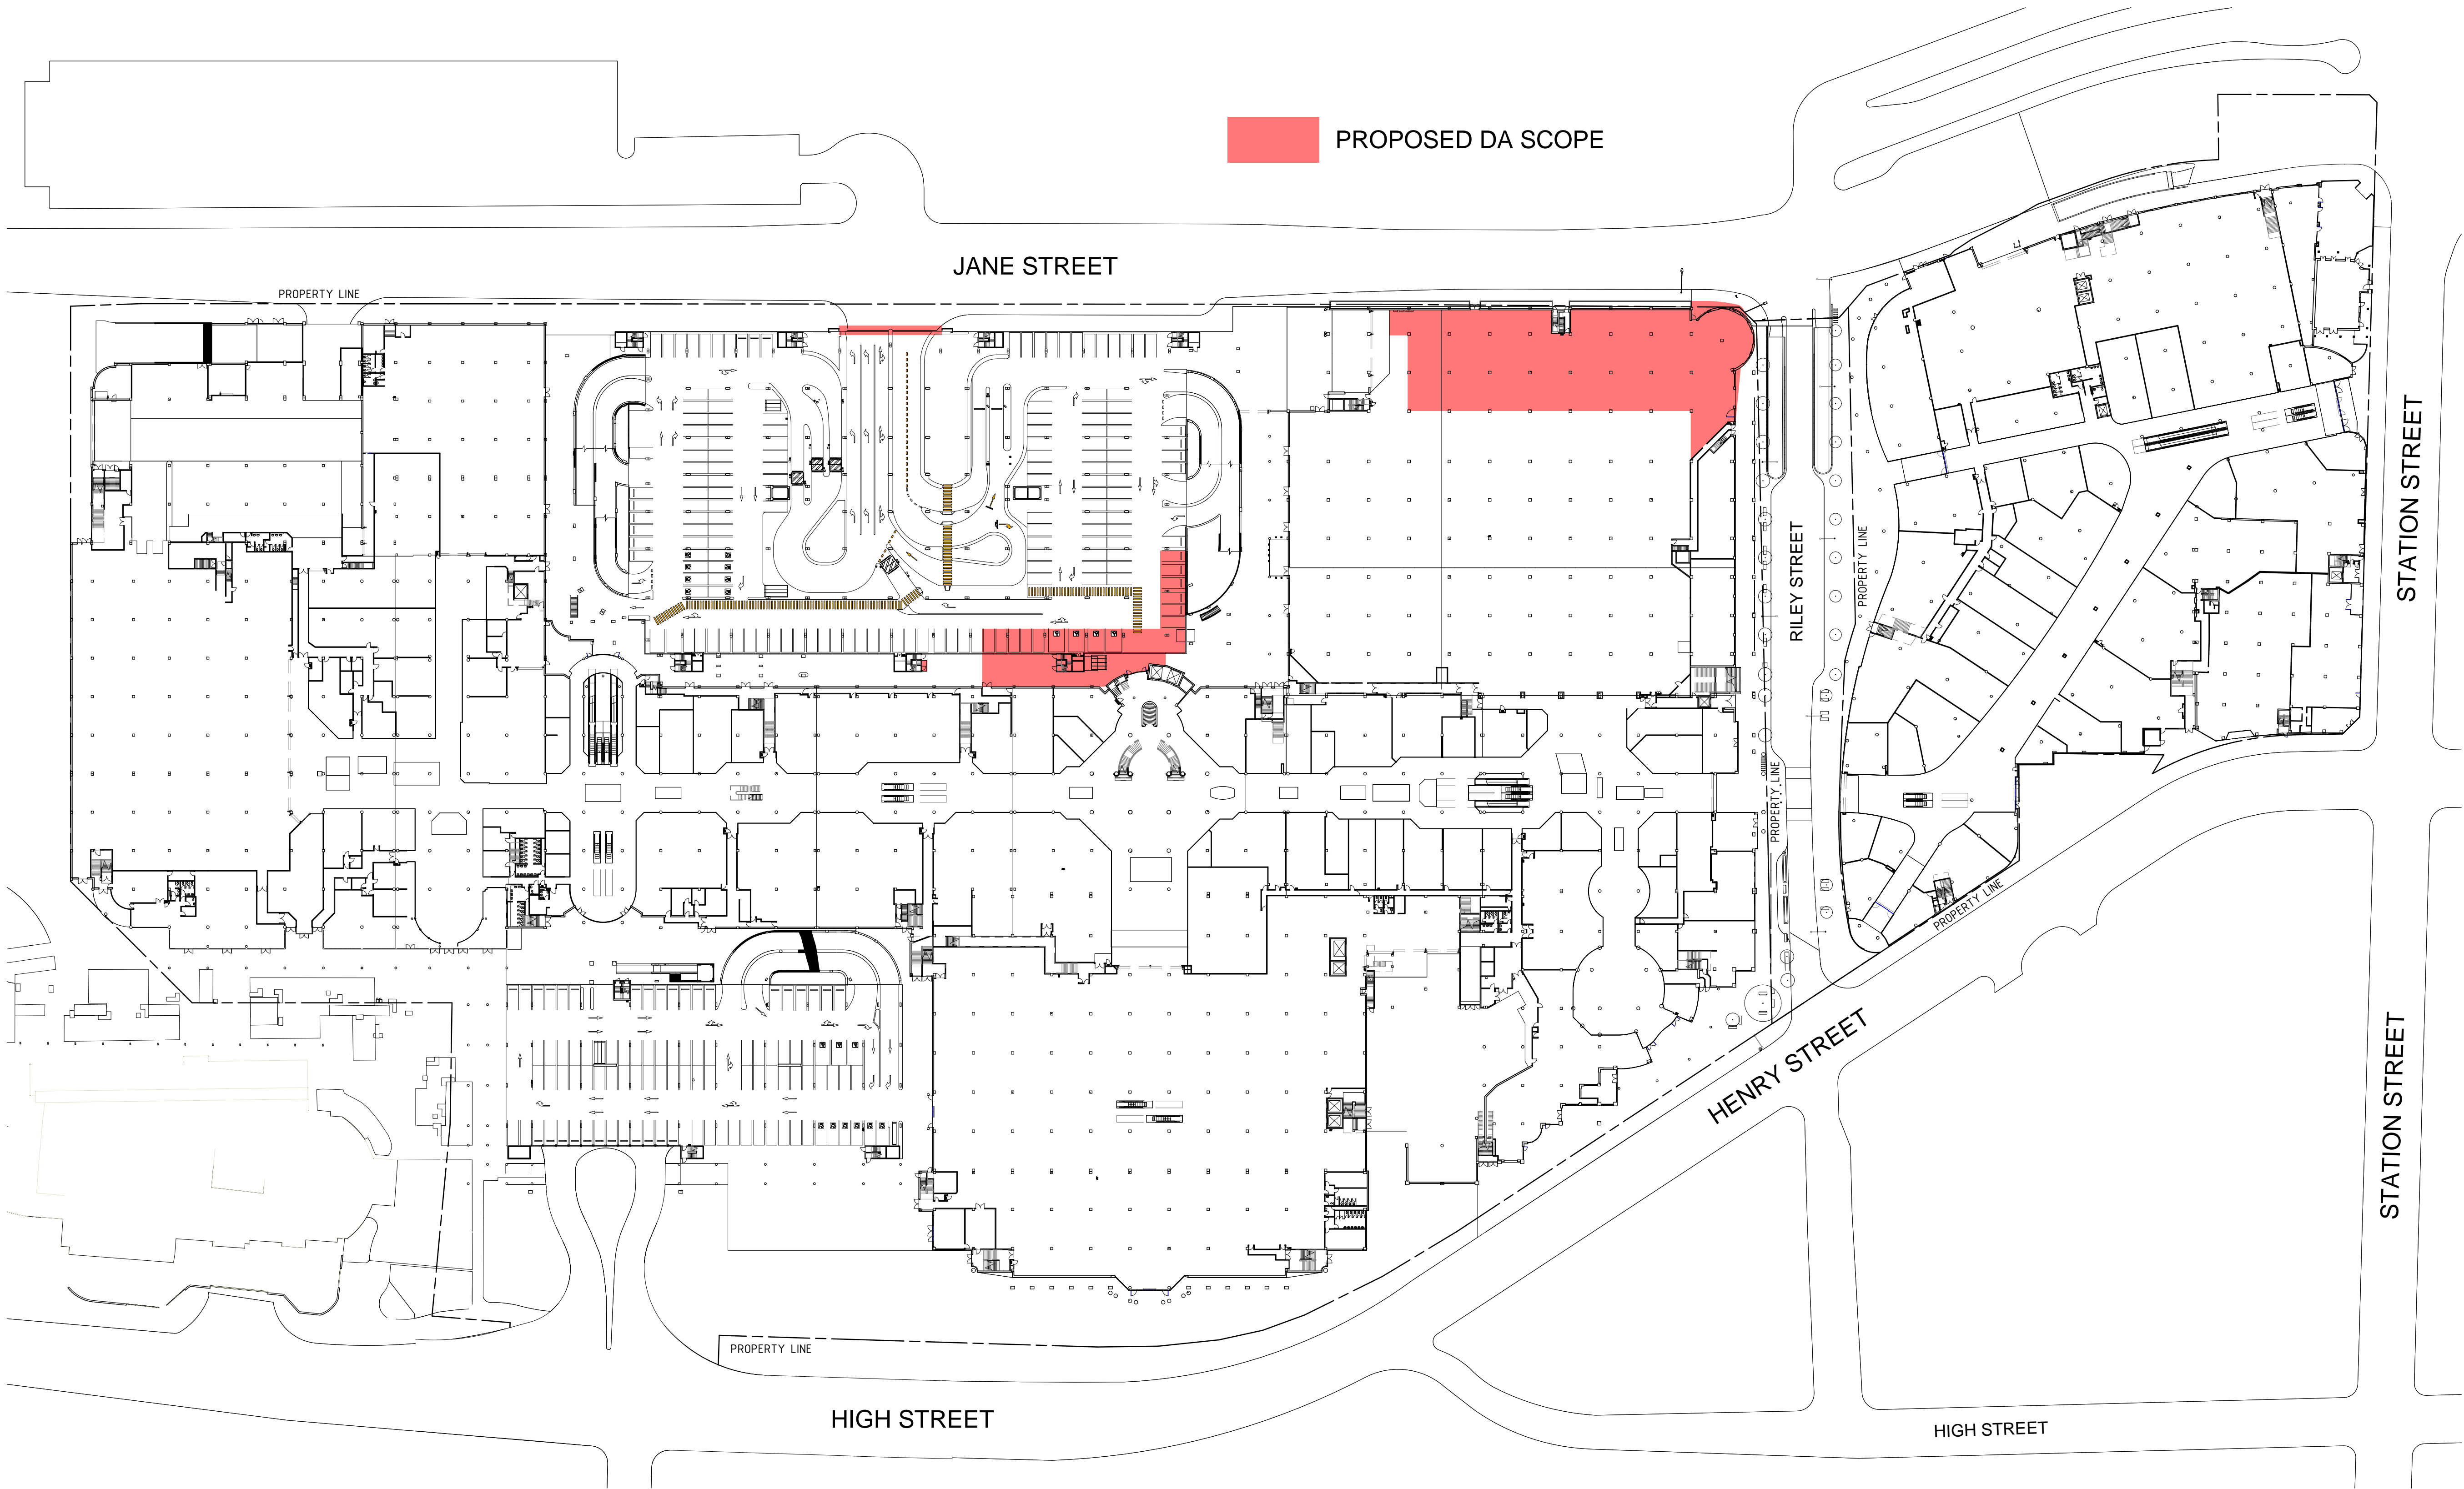 PROPOSED DA SCOPE
JANE STREET
PROPERTY LINE
STATION STREET
RILEY STREET
PROPERTY LINE
PROPERTY LINE
PROPERTY LINE
HENRY STREET
STATION STREET
PROPERTY LINE
HIGH STREET
HIGH STREET